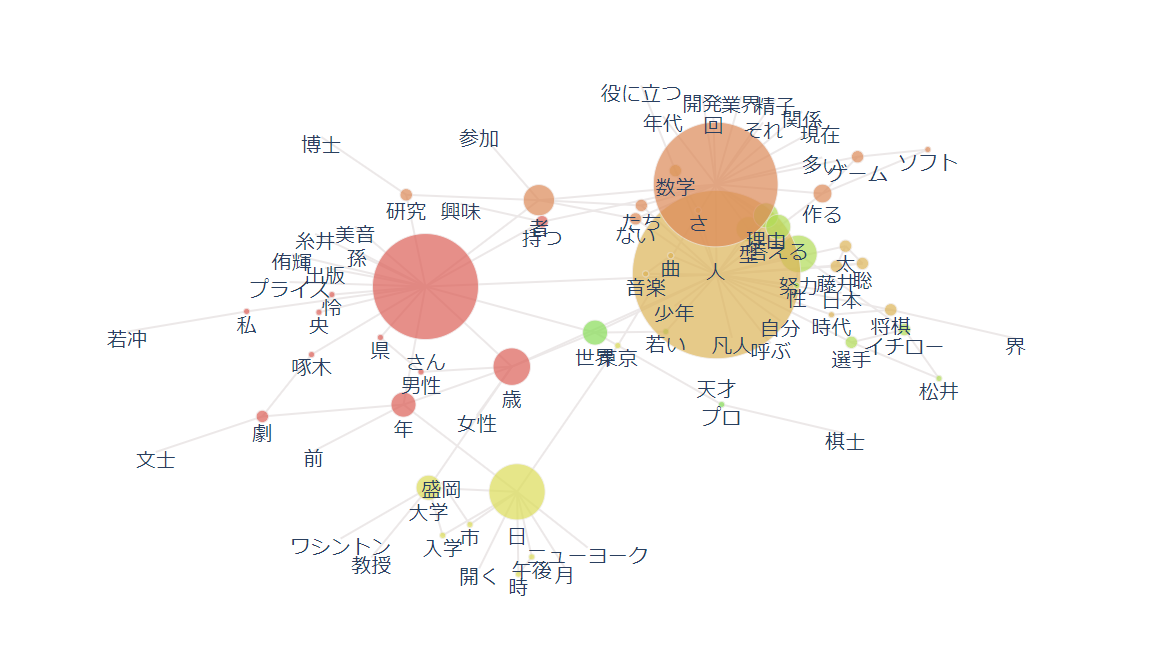 役に立つ
開発
業界
精子
年代
回
それ
関係
現在
博士
参加
多い
ゲーム
ソフト
数学
研究
興味
作る
たち
さ
者
持つ
ない
糸井
美音
理由
型
答える
孫
侑輝
出版
曲
人
太
プライス
音楽
努力
藤井
聡
怜
性
日本
私
央
少年
自分
時代
将棋
若冲
県
さん
世界
東京
若い
凡人
呼ぶ
選手
イチロー
界
啄木
男性
歳
天才
松井
劇
年
女性
プロ
棋士
文士
前
盛岡
大学
市
日
ワシントン
入学
ニューヨーク
教授
開く
午後
月
時